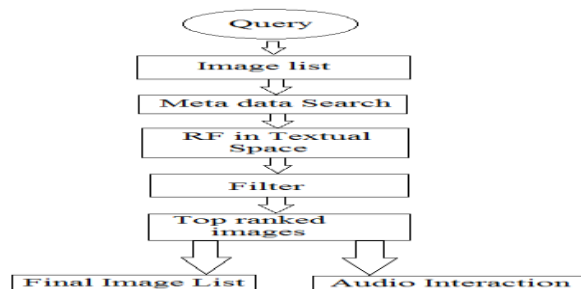 Query
Image list
Meta data Search
RF in Textual
Space
Filter
Top ranked
images
Final Image List
Audio Interaction